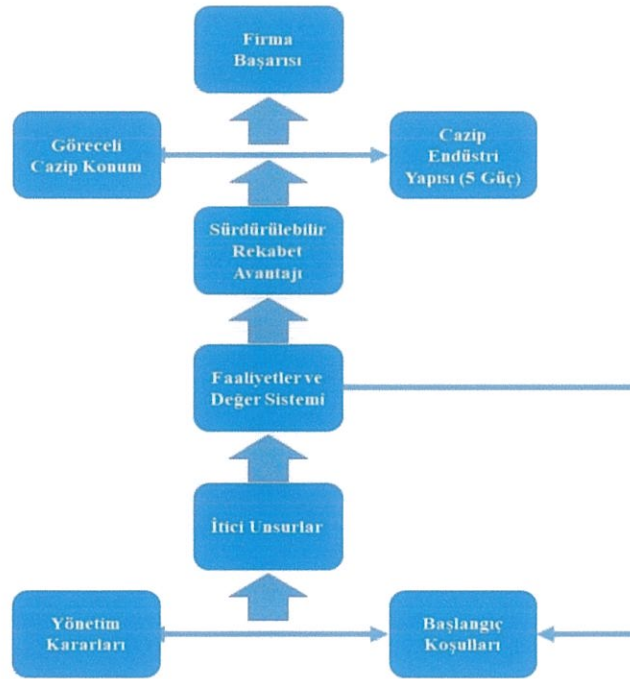 Firma
Başarısı
Göreceli
Cazip Konum
Cazip
Endüstri
Yapısı (5 Güç)
Sürdürülebilir
Rekabet
Avantajı
Faaliyetler ve
Değer Sistemi
İtici Unsurlar
Yönetim
Kararları
Başlangıç
Koşulları